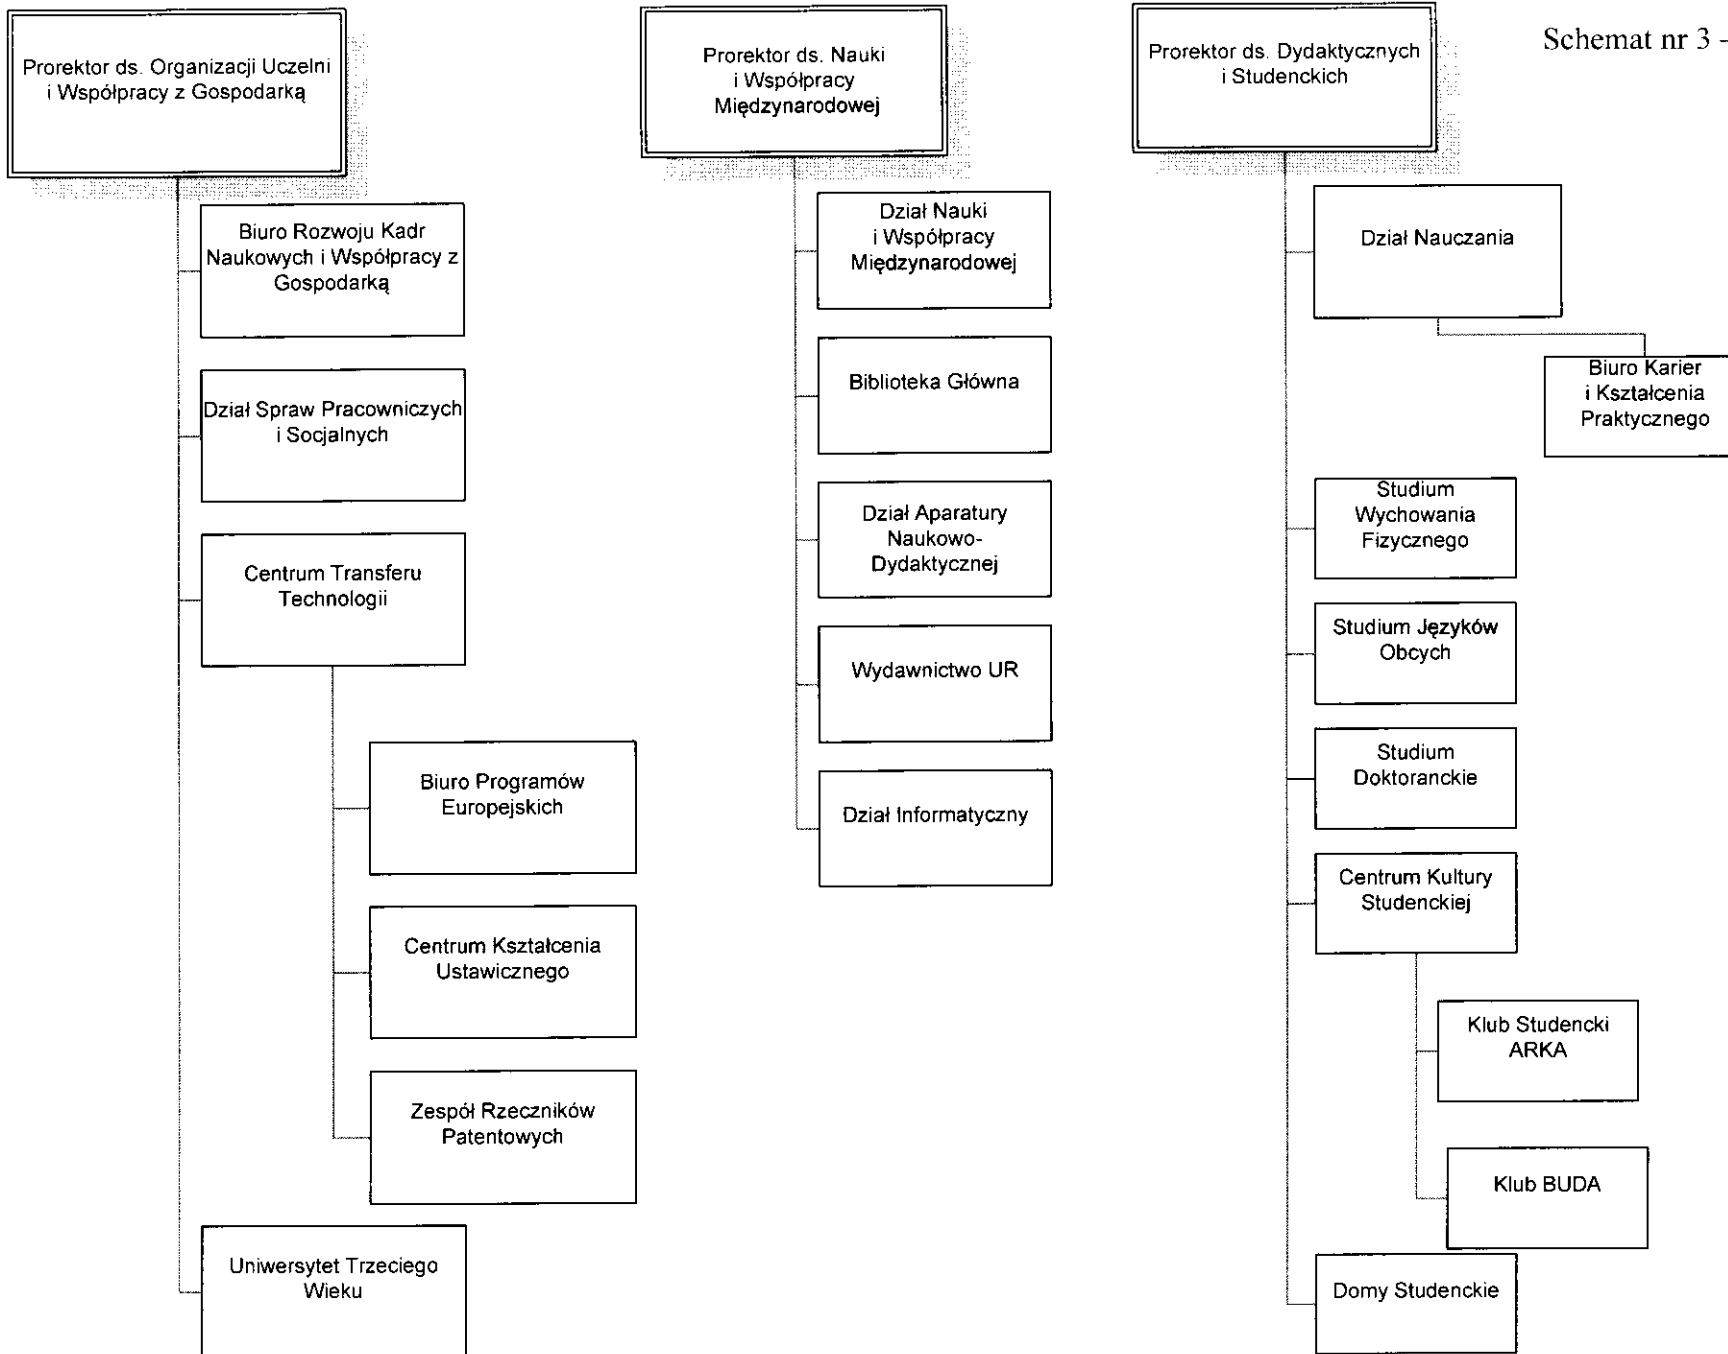 Schemat nr 3 -
Prorektor ds. Organizacji Uczelni
i Współpracy z Gospodarką
Biuro Rozwoju Kadr
Naukowych i Współpracy z
Gospodarką
Dział Spraw Pracowniczych
i Socjalnych
Centrum Transferu
Technologii
Biuro Programów
Europejskich
Centrum Kształcenia
Ustawicznego
Zespół Rzeczników
Patentowych
Uniwersytet Trzeciego
Wieku
Prorektor ds. Nauki
i Współpracy
Międzynarodowej
Dział Nauki
i Współpracy
Międzynarodowej
Biblioteka Główna
Dział Aparatury
Naukowo-
Dydaktycznej
Wydawnictwo UR
Dział Informatyczny
Prorektor ds. Dydaktycznych
i Studenckich
Dział Nauczania
Biuro Karier
i Kształcenia
Praktycznego
Studium
Wychowania
Fizycznego
Studium Języków
Obcych
Studium
Doktoranckie
Centrum Kultury
Studenckiej
Klub Studencki
ARKA
Klub BUDA
Domy Studenckie